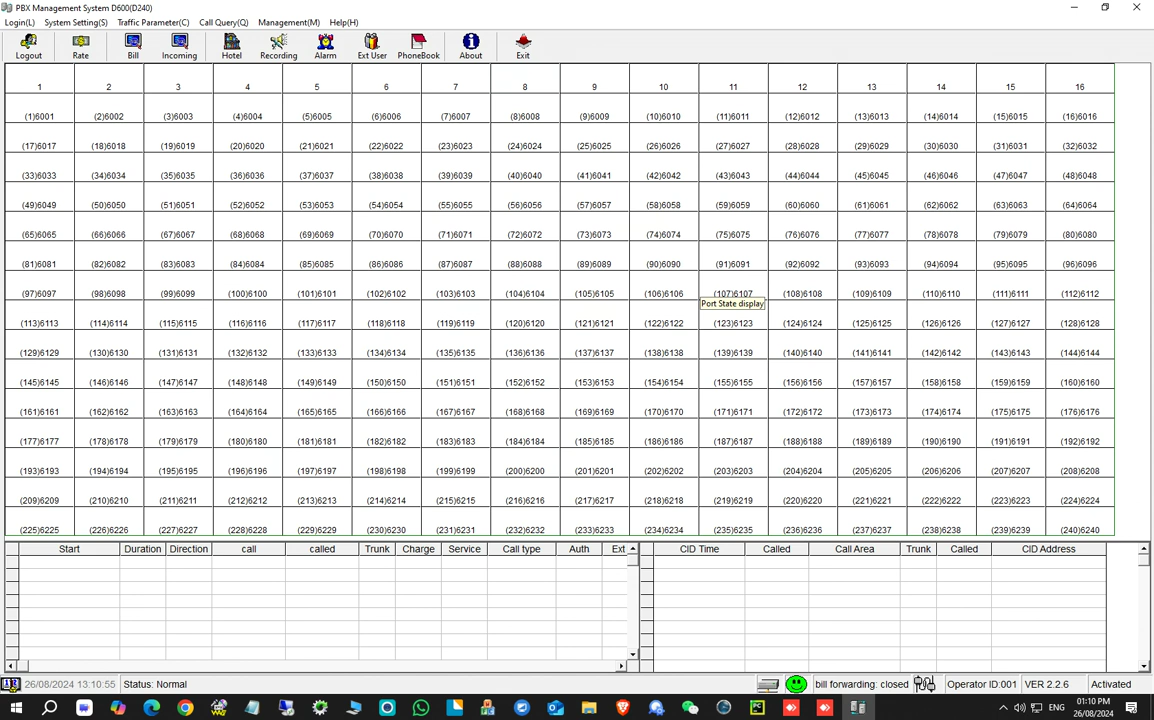 PBX Management System D600(D240)
Login(L) System Setting(S) Traffic Parameter(C) Call Query(Q) Management(M) Help(H)
Logout Rate Bill Incoming Hotel Recording Alarm Ext User PhoneBook About Exit
1 2 3 4 5 6 7 8 9 10 11 12 13 14 15 16
(1)6001 (2)6002 (3)6003 (4)6004 (5)6005 (6)6006 (7)6007 (8)6008 (9)6009 (10)6010 (11)6011 (12)6012 (13)6013 (14)6014 (15)6015 (16)6016
(17)6017 (18)6018 (19)6019 (20)6020 (21)6021 (22)6022 (23)6023 (24)6024 (25)6025 (26)6026 (27)6027 (28)6028 (29)6029 (30)6030 (31)6031 (32)6032
(33)6033 (34)6034 (35)6035 (36)6036 (37)6037 (38)6038 (39)6039 (40)6040 (41)6041 (42)6042 (43)6043 (44)6044 (45)6045 (46)6046 (47)6047 (48)6048
(49)6049 (50)6050 (51)6051 (52)6052 (53)6053 (54)6054 (55)6055 (56)6056 (57)6057 (58)6058 (59)6059 (60)6060 (61)6061 (62)6062 (63)6063 (64)6064
(65)6065 (66)6066 (67)6067 (68)6068 (69)6069 (70)6070 (71)6071 (72)6072 (73)6073 (74)6074 (75)6075 (76)6076 (77)6077 (78)6078 (79)6079 (80)6080
(81)6081 (82)6082 (83)6083 (84)6084 (85)6085 (86)6086 (87)6087 (88)6088 (89)6089 (90)6090 (91)6091 (92)6092 (93)6093 (94)6094 (95)6095 (96)6096
(97)6097 (98)6098 (99)6099 (100)6100 (101)6101 (102)6102 (103)6103 (104)6104 (105)6105 (106)6106 (107)6107 (108)6108 (109)6109 (110)6110 (111)6111 (112)6112
Port State display
(113)6113 (114)6114 (115)6115 (116)6116 (117)6117 (118)6118 (119)6119 (120)6120 (121)6121 (122)6122 (123)6123 (124)6124 (125)6125 (126)6126 (127)6127 (128)6128
(129)6129 (130)6130 (131)6131 (132)6132 (133)6133 (134)6134 (135)6135 (136)6136 (137)6137 (138)6138 (139)6139 (140)6140 (141)6141 (142)6142 (143)6143 (144)6144
(145)6145 (146)6146 (147)6147 (148)6148 (149)6149 (150)6150 (151)6151 (152)6152 (153)6153 (154)6154 (155)6155 (156)6156 (157)6157 (158)6158 (159)6159 (160)6160
(161)6161 (162)6162 (163)6163 (164)6164 (165)6165 (166)6166 (167)6167 (168)6168 (169)6169 (170)6170 (171)6171 (172)6172 (173)6173 (174)6174 (175)6175 (176)6176
(177)6177 (178)6178 (179)6179 (180)6180 (181)6181 (182)6182 (183)6183 (184)6184 (185)6185 (186)6186 (187)6187 (188)6188 (189)6189 (190)6190 (191)6191 (192)6192
(193)6193 (194)6194 (195)6195 (196)6196 (197)6197 (198)6198 (199)6199 (200)6200 (201)6201 (202)6202 (203)6203 (204)6204 (205)6205 (206)6206 (207)6207 (208)6208
(209)6209 (210)6210 (211)6211 (212)6212 (213)6213 (214)6214 (215)6215 (216)6216 (217)6217 (218)6218 (219)6219 (220)6220 (221)6221 (222)6222 (223)6223 (224)6224
(225)6225 (226)6226 (227)6227 (228)6228 (229)6229 (230)6230 (231)6231 (232)6232 (233)6233 (234)6234 (235)6235 (236)6236 (237)6237 (238)6238 (239)6239 (240)6240
Start Duration Direction call called Trunk Charge Service Call type Auth Ext CID Time Called Call Area Trunk Called CID Address
26/08/2024 13:10:55 Status: Normal bill forwarding: closed Operator ID:001 VER 2.2.6 Activated
ENG 01:10 PM
26/08/2024